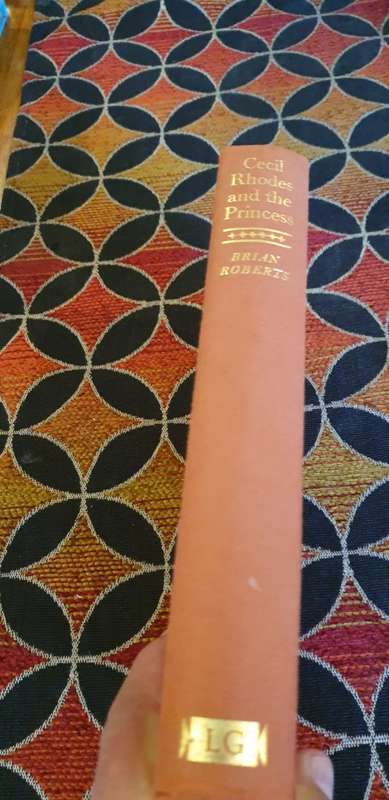 Cecil
Rhodes
and the
Princess
BRIAN
ROBERTS
LG